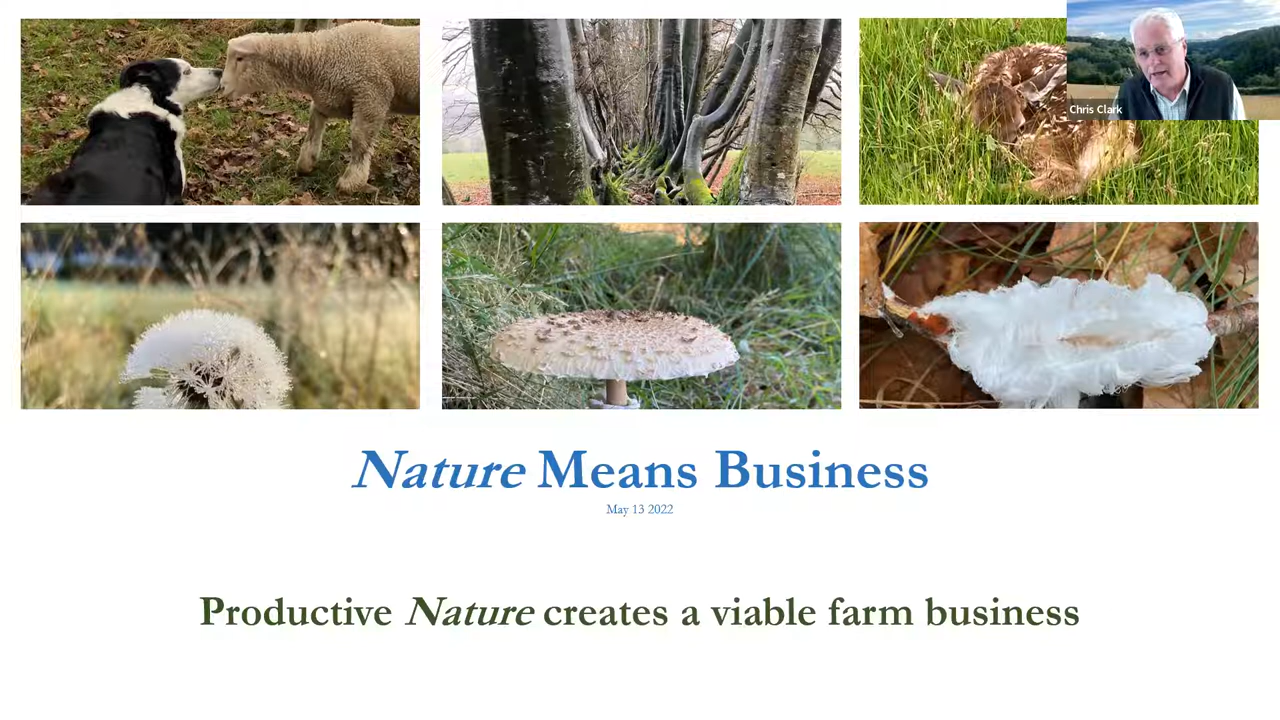 Chris Clark
Nature Means Business
May 13 2022
Productive Nature creates a viable farm business